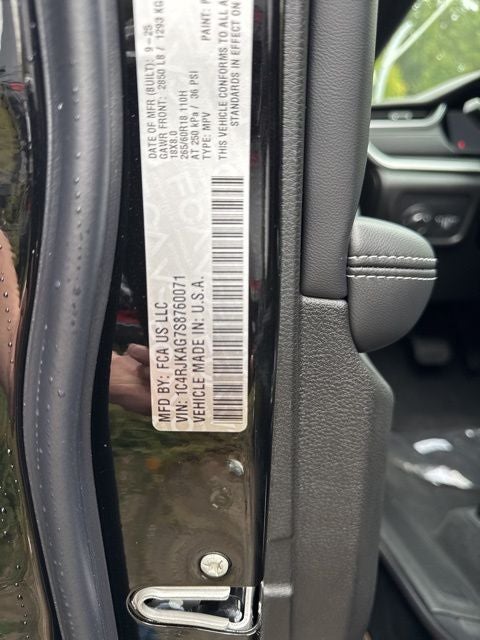 MFD BY: FCA US LLC
VIN: 1C4RJKAG7S8760071
VEHICLE MADE IN: U.S.A.
DATE OF MFR (BUILT): 9-25
GAWR FRONT: 2850 LB / 1293 KG
18X8.0
265/60R18 110H
AT 250 kPa / 36 PSI
TYPE: MPV
PAINT: P
THIS VEHICLE CONFORMS TO ALL A
STANDARDS IN EFFECT ON